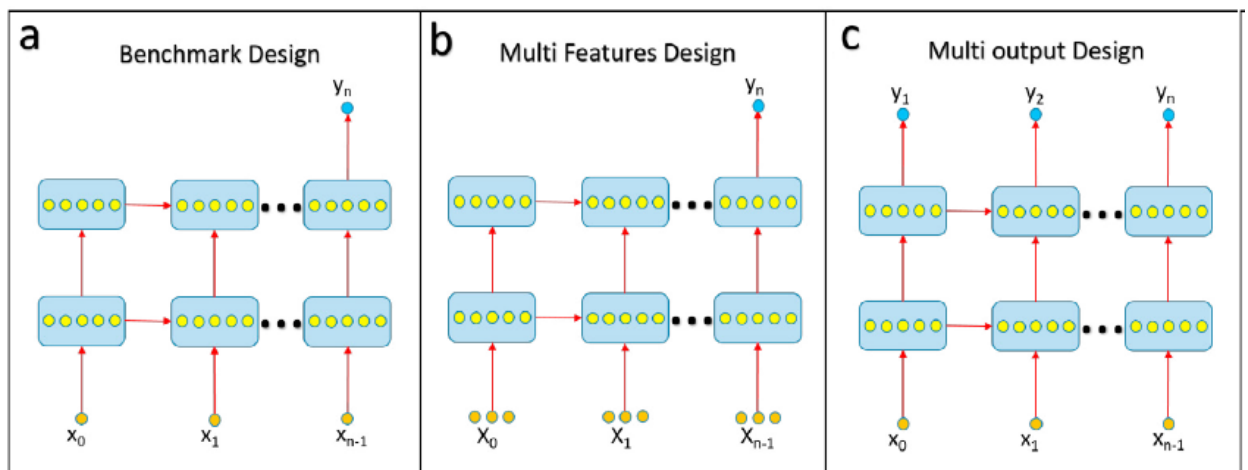 a
Benchmark Design
yₙ
x₀ x₁ xₙ₋₁
b
Multi Features Design
yₙ
X₀ X₁ Xₙ₋₁
c
Multi output Design
y₁ y₂ yₙ
x₀ x₁ xₙ₋₁